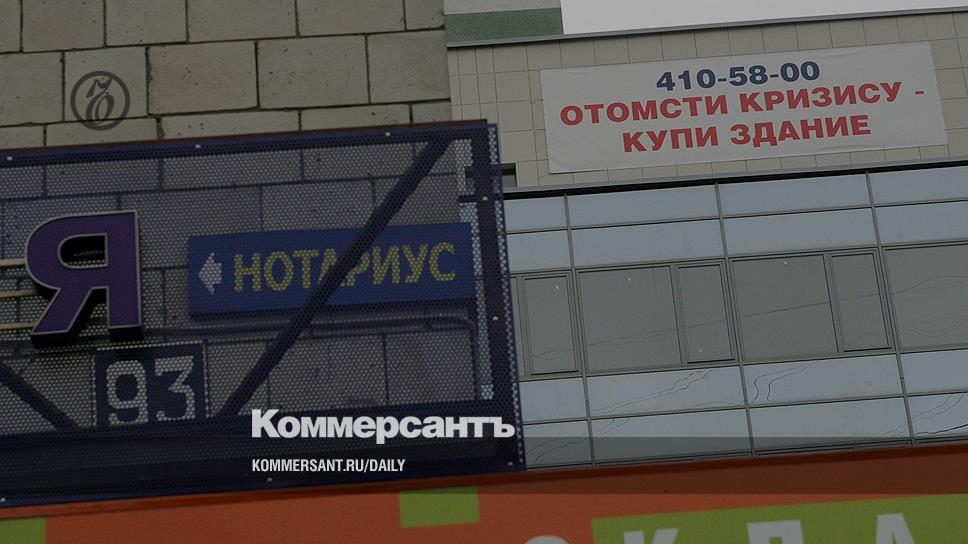 410-58-00
ОТОМСТИ КРИЗИСУ -
КУПИ ЗДАНИЕ
Я
НОТАРИУС
93
Коммерсантъ
KOMMERSANT.RU/DAILY